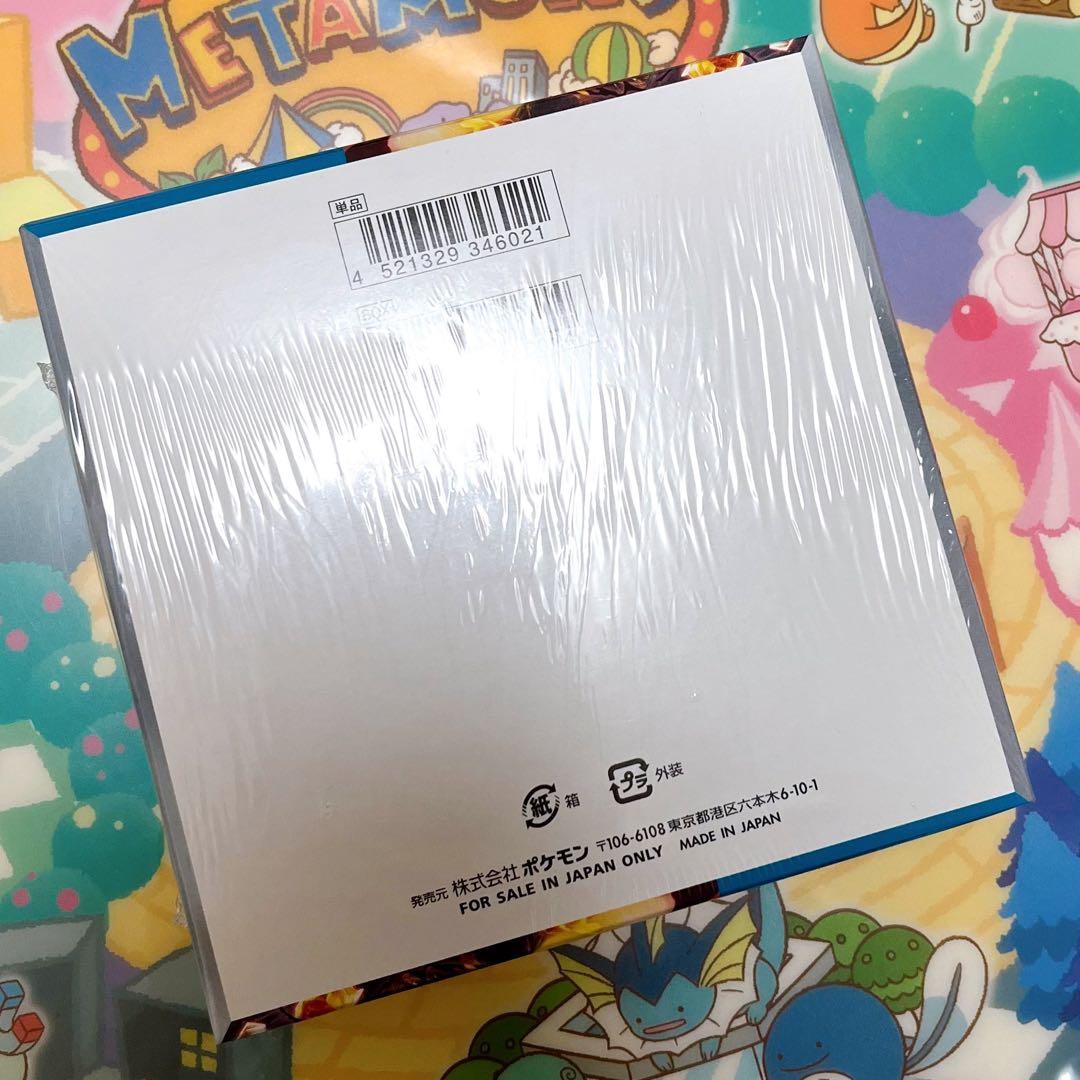 METAMON
単品
4 521329 346021
BOX
紙 箱
プラ 外装
発売元 株式会社 ポケモン 〒106-6108 東京都港区六本木6-10-1
FOR SALE IN JAPAN ONLY MADE IN JAPAN